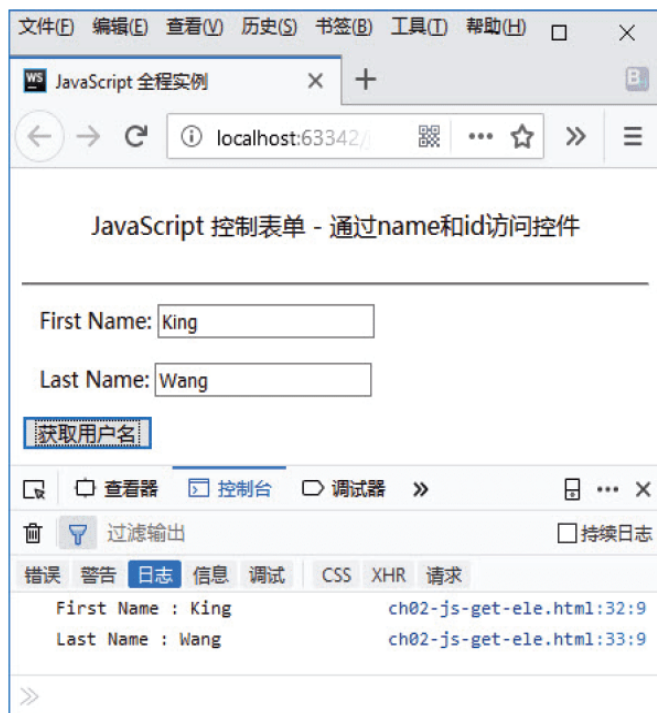 文件(F) 编辑(E) 查看(V) 历史(S) 书签(B) 工具(T) 帮助(H)
WS JavaScript 全程实例
localhost:63342/
JavaScript 控制表单 - 通过name和id访问控件
First Name: King
Last Name: Wang
获取用户名
查看器 控制台 调试器
过滤输出 持续日志
错误 警告 日志 信息 调试 CSS XHR 请求
First Name : King ch02-js-get-ele.html:32:9
Last Name : Wang ch02-js-get-ele.html:33:9